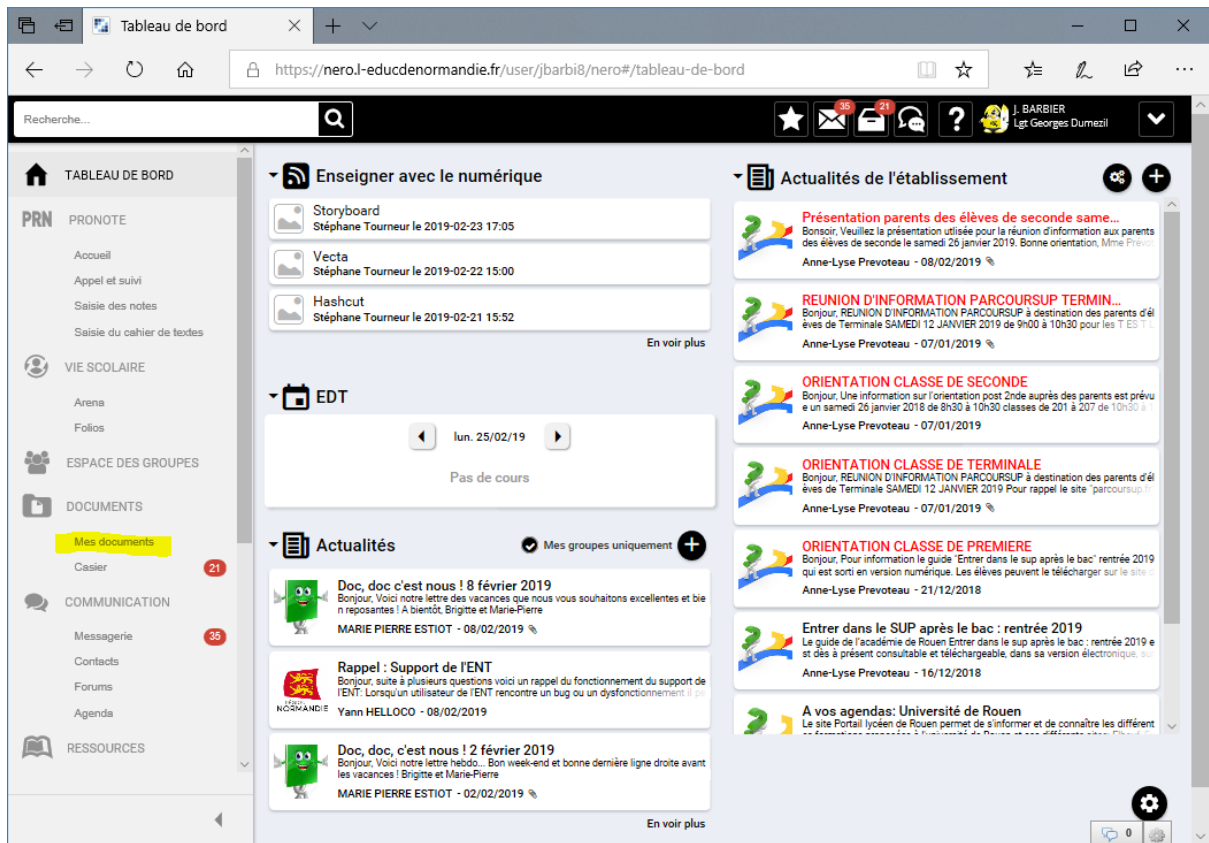 Tableau de bord
https://nero.l-educdenormandie.fr/user/jbarbi8/nero#/tableau-de-bord
Recherche...
35
21
?
J. BARBIER
Lgt Georges Dumezil
TABLEAU DE BORD
PRN PRONOTE
Accueil
Appel et suivi
Saisie des notes
Saisie du cahier de textes
VIE SCOLAIRE
Arena
Folios
ESPACE DES GROUPES
DOCUMENTS
Mes documents
Casier 21
COMMUNICATION
Messagerie 35
Contacts
Forums
Agenda
RESSOURCES
Enseigner avec le numérique
Storyboard
Stéphane Tourneur le 2019-02-23 17:05
Vecta
Stéphane Tourneur le 2019-02-22 15:00
Hashcut
Stéphane Tourneur le 2019-02-21 15:52
En voir plus
EDT
lun. 25/02/19
Pas de cours
Actualités
Mes groupes uniquement
Doc, doc c'est nous ! 8 février 2019
Bonjour, Voici notre lettre des vacances que nous vous souhaitons excellentes et bie
n reposantes ! A bientôt, Brigitte et Marie-Pierre
MARIE PIERRE ESTIOT - 08/02/2019
Rappel : Support de l'ENT
Bonjour, suite à plusieurs questions voici un rappel du fonctionnement du support de
l'ENT: Lorsqu'un utilisateur de l'ENT rencontre un bug ou un dysfonctionnement il pe
NORMANDIE
Yann HELLOCO - 08/02/2019
Doc, doc, c'est nous ! 2 février 2019
Bonjour, Voici notre lettre hebdo... Bon week-end et bonne dernière ligne droite avant
les vacances ! Brigitte et Marie-Pierre
MARIE PIERRE ESTIOT - 02/02/2019
En voir plus
Actualités de l'établissement
Présentation parents des élèves de seconde same...
Bonsoir, Veuillez la présentation utlisée pour la réunion d'information aux parents
des élèves de seconde le samedi 26 janvier 2019. Bonne orientation, Mme Prévot
Anne-Lyse Prevoteau - 08/02/2019
REUNION D'INFORMATION PARCOURSUP TERMIN...
Bonjour, REUNION D'INFORMATION PARCOURSUP à destination des parents d'él
èves de Terminale SAMEDI 12 JANVIER 2019 de 9h00 à 10h30 pour les T ES T L
Anne-Lyse Prevoteau - 07/01/2019
ORIENTATION CLASSE DE SECONDE
Bonjour, Une information sur l'orientation post 2nde auprès des parents est prévu
e un samedi 26 janvier 2018 de 8h30 à 10h30 classes de 201 à 207 de 10h30 à 1
Anne-Lyse Prevoteau - 07/01/2019
ORIENTATION CLASSE DE TERMINALE
Bonjour, REUNION D'INFORMATION PARCOURSUP à destination des parents d'él
èves de Terminale SAMEDI 12 JANVIER 2019 Pour rappel le site "parcoursup.fr
Anne-Lyse Prevoteau - 07/01/2019
ORIENTATION CLASSE DE PREMIERE
Bonjour, Pour information le guide "Entrer dans le sup après le bac" rentrée 2019
qui est sorti en version numérique. Les élèves peuvent le télécharger sur le site d
Anne-Lyse Prevoteau - 21/12/2018
Entrer dans le SUP après le bac : rentrée 2019
Le guide de l'académie de Rouen Entrer dans le sup après le bac : rentrée 2019 e
st dès à présent consultable et téléchargeable, dans sa version électronique, sur
Anne-Lyse Prevoteau - 16/12/2018
A vos agendas: Université de Rouen
Le site Portail lycéen de Rouen permet de s'informer et de connaître les différent
0